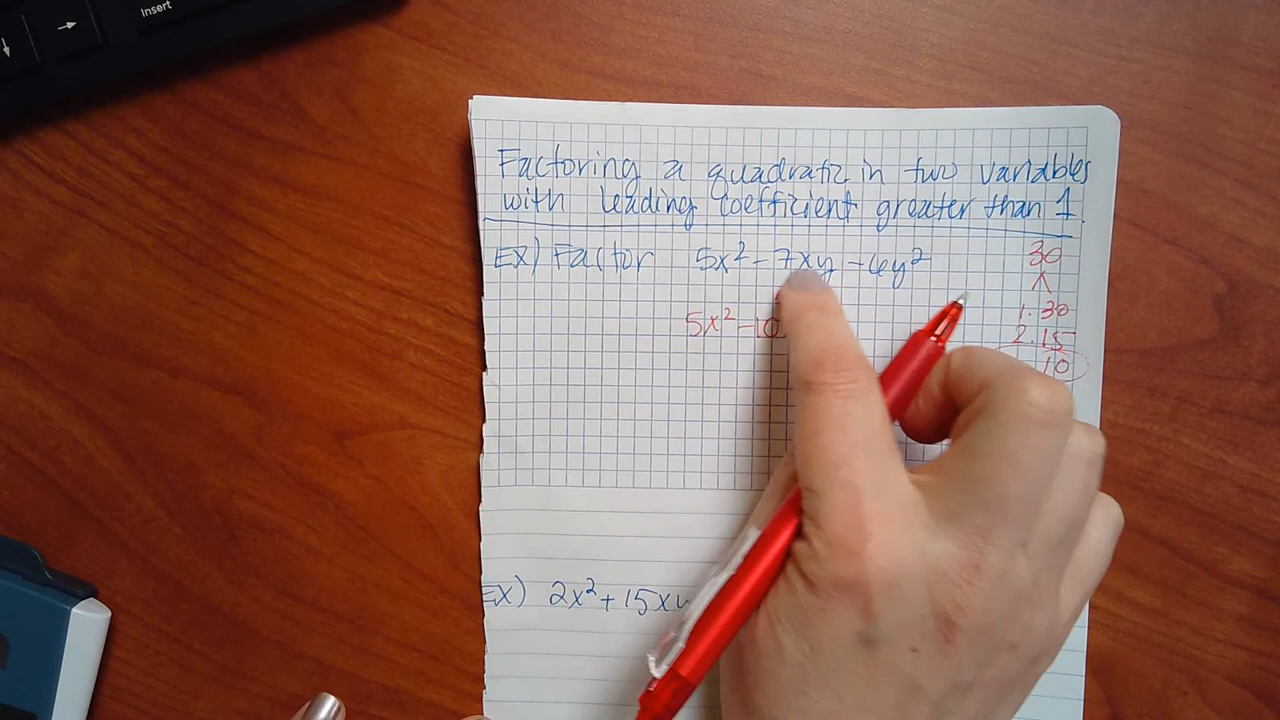 Insert
Factoring a quadratic in two variables
with leading coefficient greater than 1.
EX) Factor 5x² - 7xy - 6y²
30
1.30
2.15
10
5x² - 10
EX) 2x² + 15xy